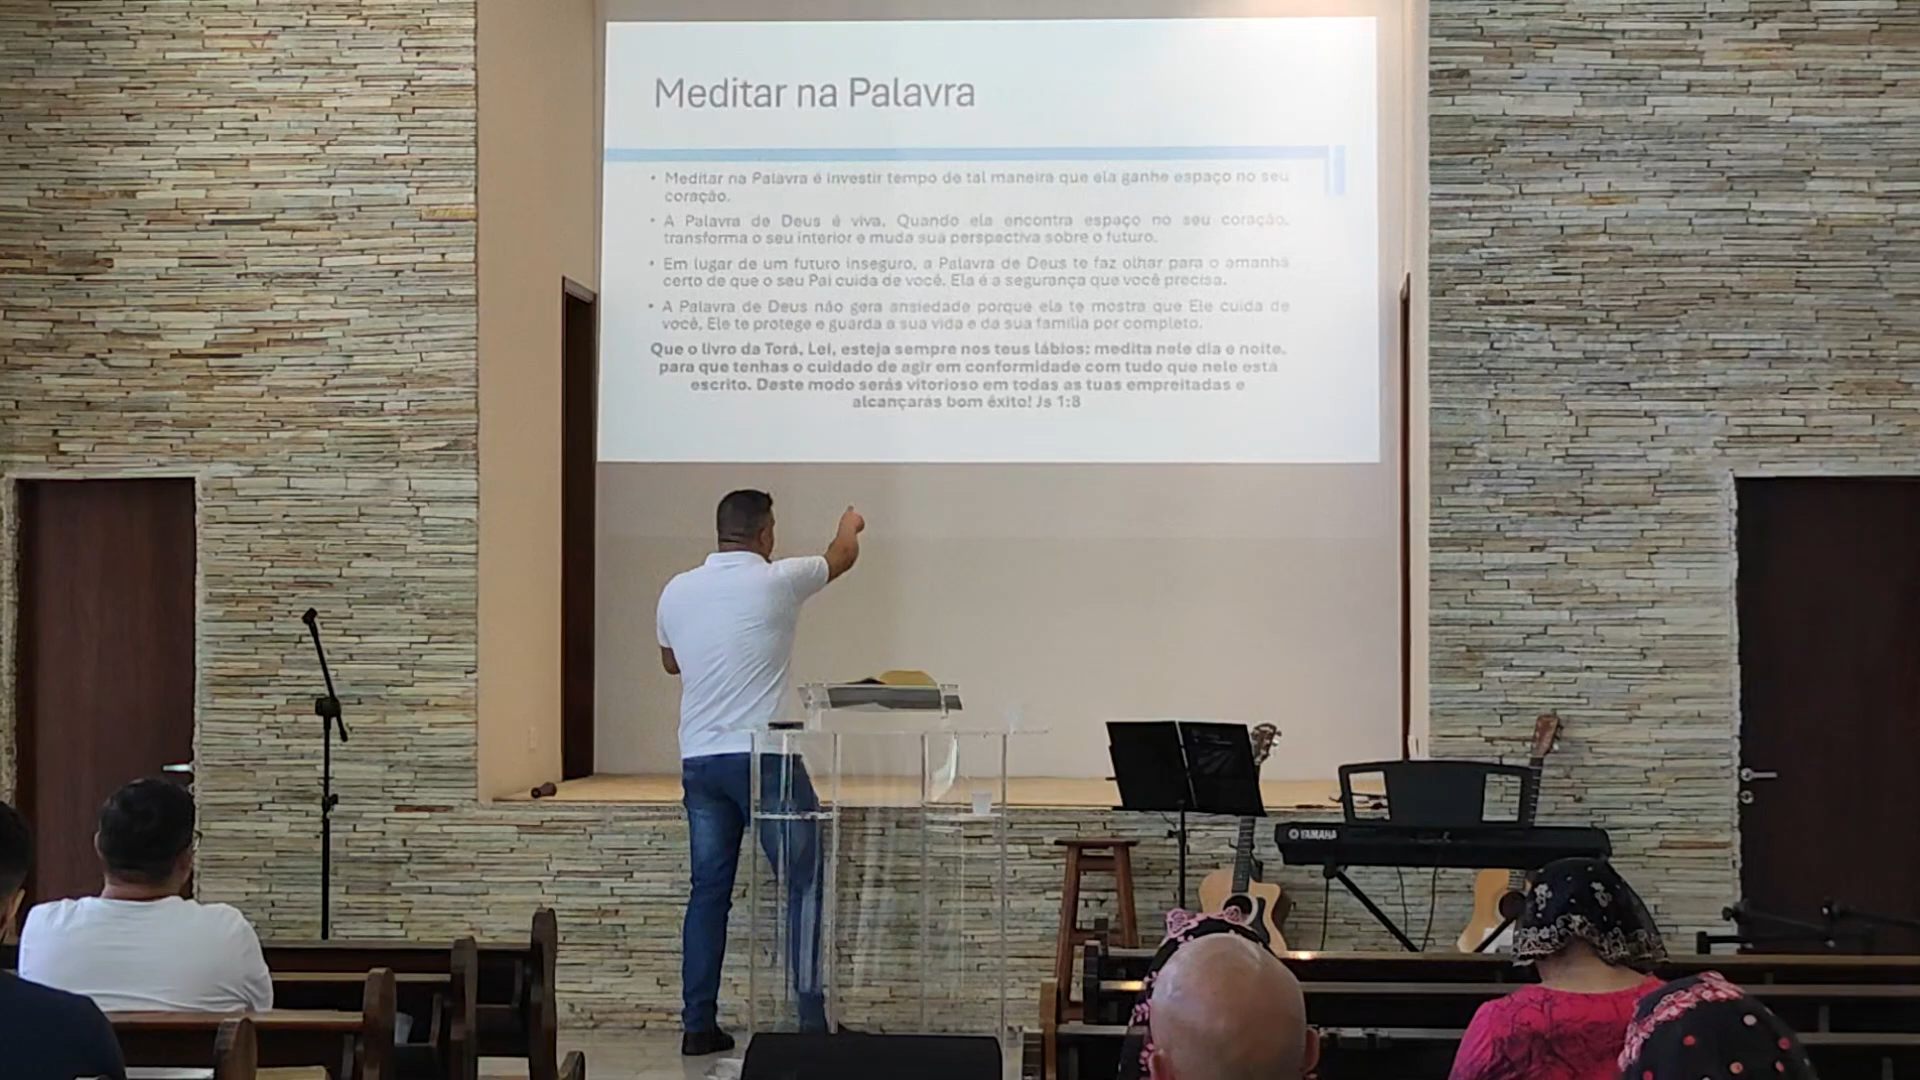 Meditar na Palavra
• Meditar na Palavra é investir tempo de tal maneira que ela ganhe espaço no seu
coração.
• A Palavra de Deus é viva. Quando ela encontra espaço no seu coração,
transforma o seu interior e muda sua perspectiva sobre o futuro.
• Em lugar de um futuro inseguro, a Palavra de Deus te faz olhar para o amanhã
certo de que o seu Pai cuida de você. Ela é a segurança que você precisa.
• A Palavra de Deus não gera ansiedade porque ela te mostra que Ele cuida de
você, Ele te protege e guarda a sua vida e da sua família por completo.
Que o livro da Torá, Lei, esteja sempre nos teus lábios: medita nele dia e noite,
para que tenhas o cuidado de agir em conformidade com tudo que nele está
escrito. Deste modo serás vitorioso em todas as tuas empreitadas e
alcançarás bom êxito! Js 1:8
YAMAHA